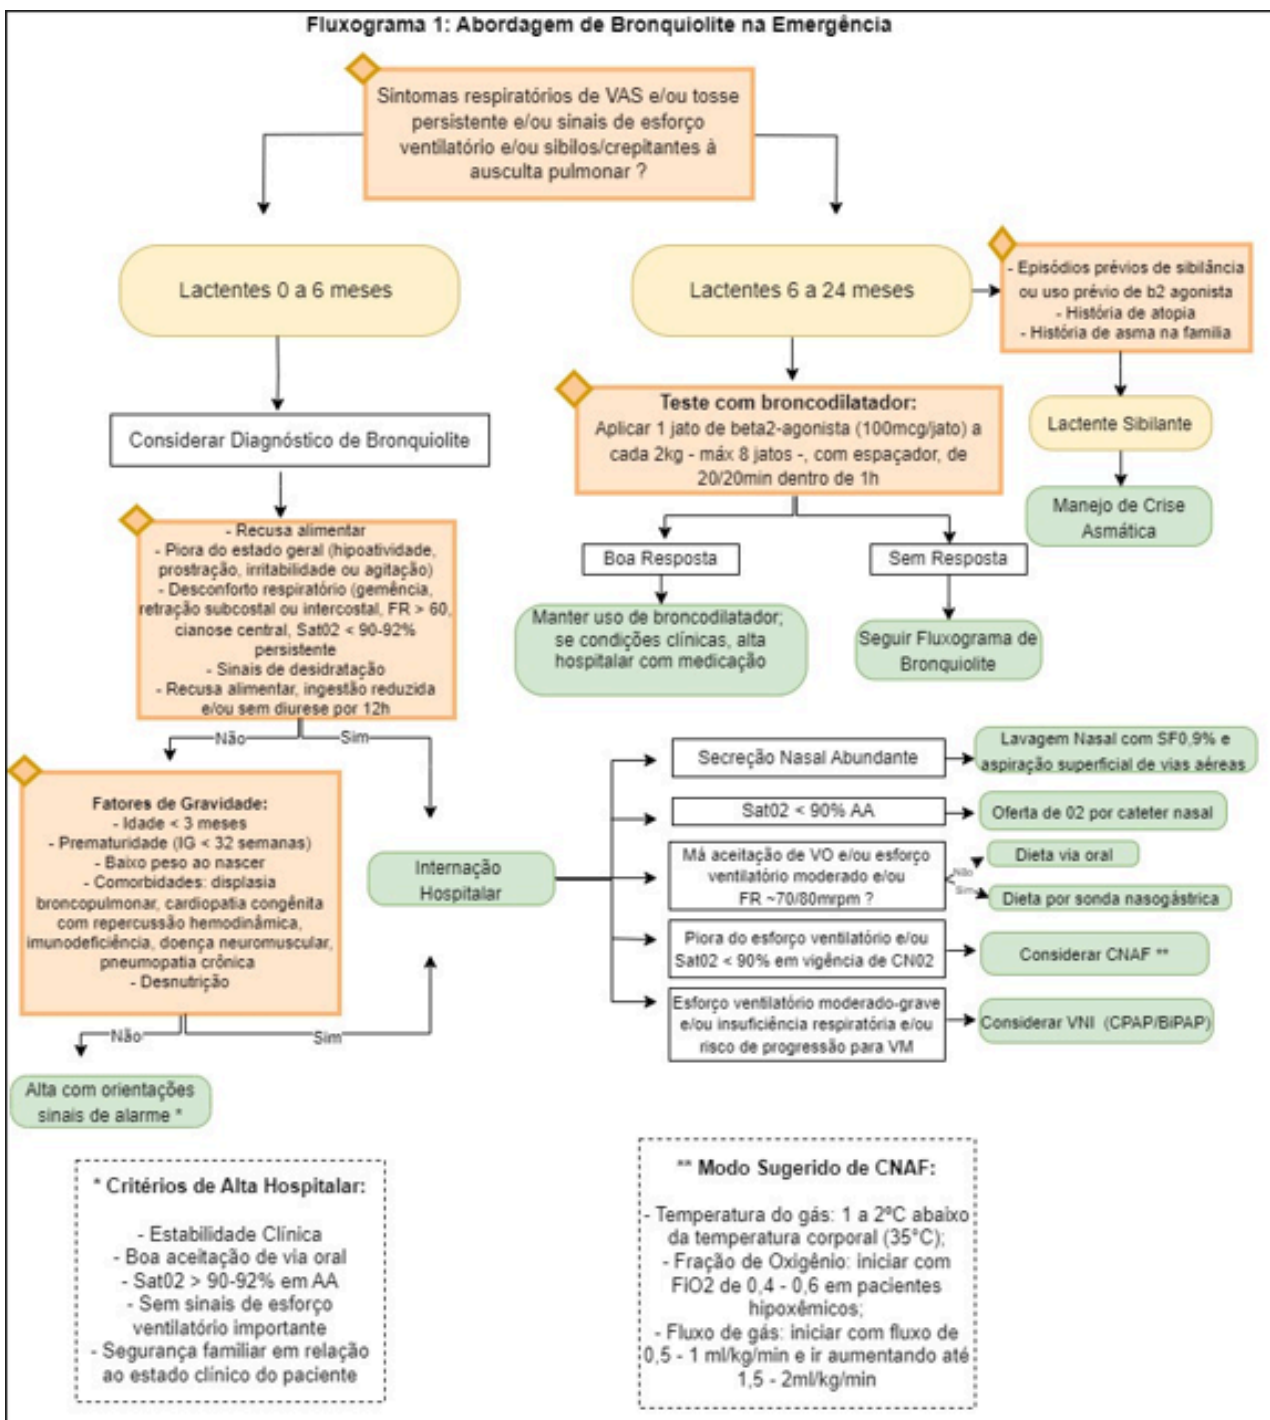 Fluxograma 1: Abordagem de Bronquiolite na Emergência
Sintomas respiratórios de VAS e/ou tosse
persistente e/ou sinais de esforço
ventilatório e/ou sibilos/crepitantes à
ausculta pulmonar ?
Lactentes 0 a 6 meses
Lactentes 6 a 24 meses
- Episódios prévios de sibilância
ou uso prévio de b2 agonista
- História de atopia
- História de asma na familia
Lactente Sibilante
Manejo de Crise
Asmática
Considerar Diagnóstico de Bronquiolite
Teste com broncodilatador:
Aplicar 1 jato de beta2-agonista (100mcg/jato) a
cada 2kg - máx 8 jatos -, com espaçador, de
20/20min dentro de 1h
Boa Resposta
Sem Resposta
Manter uso de broncodilatador;
se condições clínicas, alta
hospitalar com medicação
Seguir Fluxograma de
Bronquiolite
- Recusa alimentar
- Piora do estado geral (hipoatividade,
prostração, irritabilidade ou agitação)
- Desconforto respiratório (gemência,
retração subcostal ou intercostal, FR > 60,
cianose central, Sat02 < 90-92%
persistente
- Sinais de desidratação
- Recusa alimentar, ingestão reduzida
e/ou sem diurese por 12h
Não
Sim
Fatores de Gravidade:
- Idade < 3 meses
- Prematuridade (IG < 32 semanas)
- Baixo peso ao nascer
- Comorbidades: displasia
broncopulmonar, cardiopatia congênita
com repercussão hemodinâmica,
imunodeficiência, doença neuromuscular,
pneumopatia crônica
- Desnutrição
Não
Sim
Alta com orientações
sinais de alarme *
Internação
Hospitalar
Secreção Nasal Abundante
Lavagem Nasal com SF0,9% e
aspiração superficial de vias aéreas
Sat02 < 90% AA
Oferta de 02 por cateter nasal
Má aceitação de VO e/ou esforço
ventilatório moderado e/ou
FR ~70/80mrpm ?
Não
Sim
Dieta via oral
Dieta por sonda nasogástrica
Piora do esforço ventilatório e/ou
Sat02 < 90% em vigência de CN02
Considerar CNAF **
Esforço ventilatório moderado-grave
e/ou insuficiência respiratória e/ou
risco de progressão para VM
Considerar VNI (CPAP/BiPAP)
* Critérios de Alta Hospitalar:
- Estabilidade Clínica
- Boa aceitação de via oral
- Sat02 > 90-92% em AA
- Sem sinais de esforço
ventilatório importante
- Segurança familiar em relação
ao estado clínico do paciente
** Modo Sugerido de CNAF:
- Temperatura do gás: 1 a 2ºC abaixo
da temperatura corporal (35°C);
- Fração de Oxigênio: iniciar com
FiO2 de 0,4 - 0,6 em pacientes
hipoxêmicos;
- Fluxo de gás: iniciar com fluxo de
0,5 - 1 ml/kg/min e ir aumentando até
1,5 - 2ml/kg/min